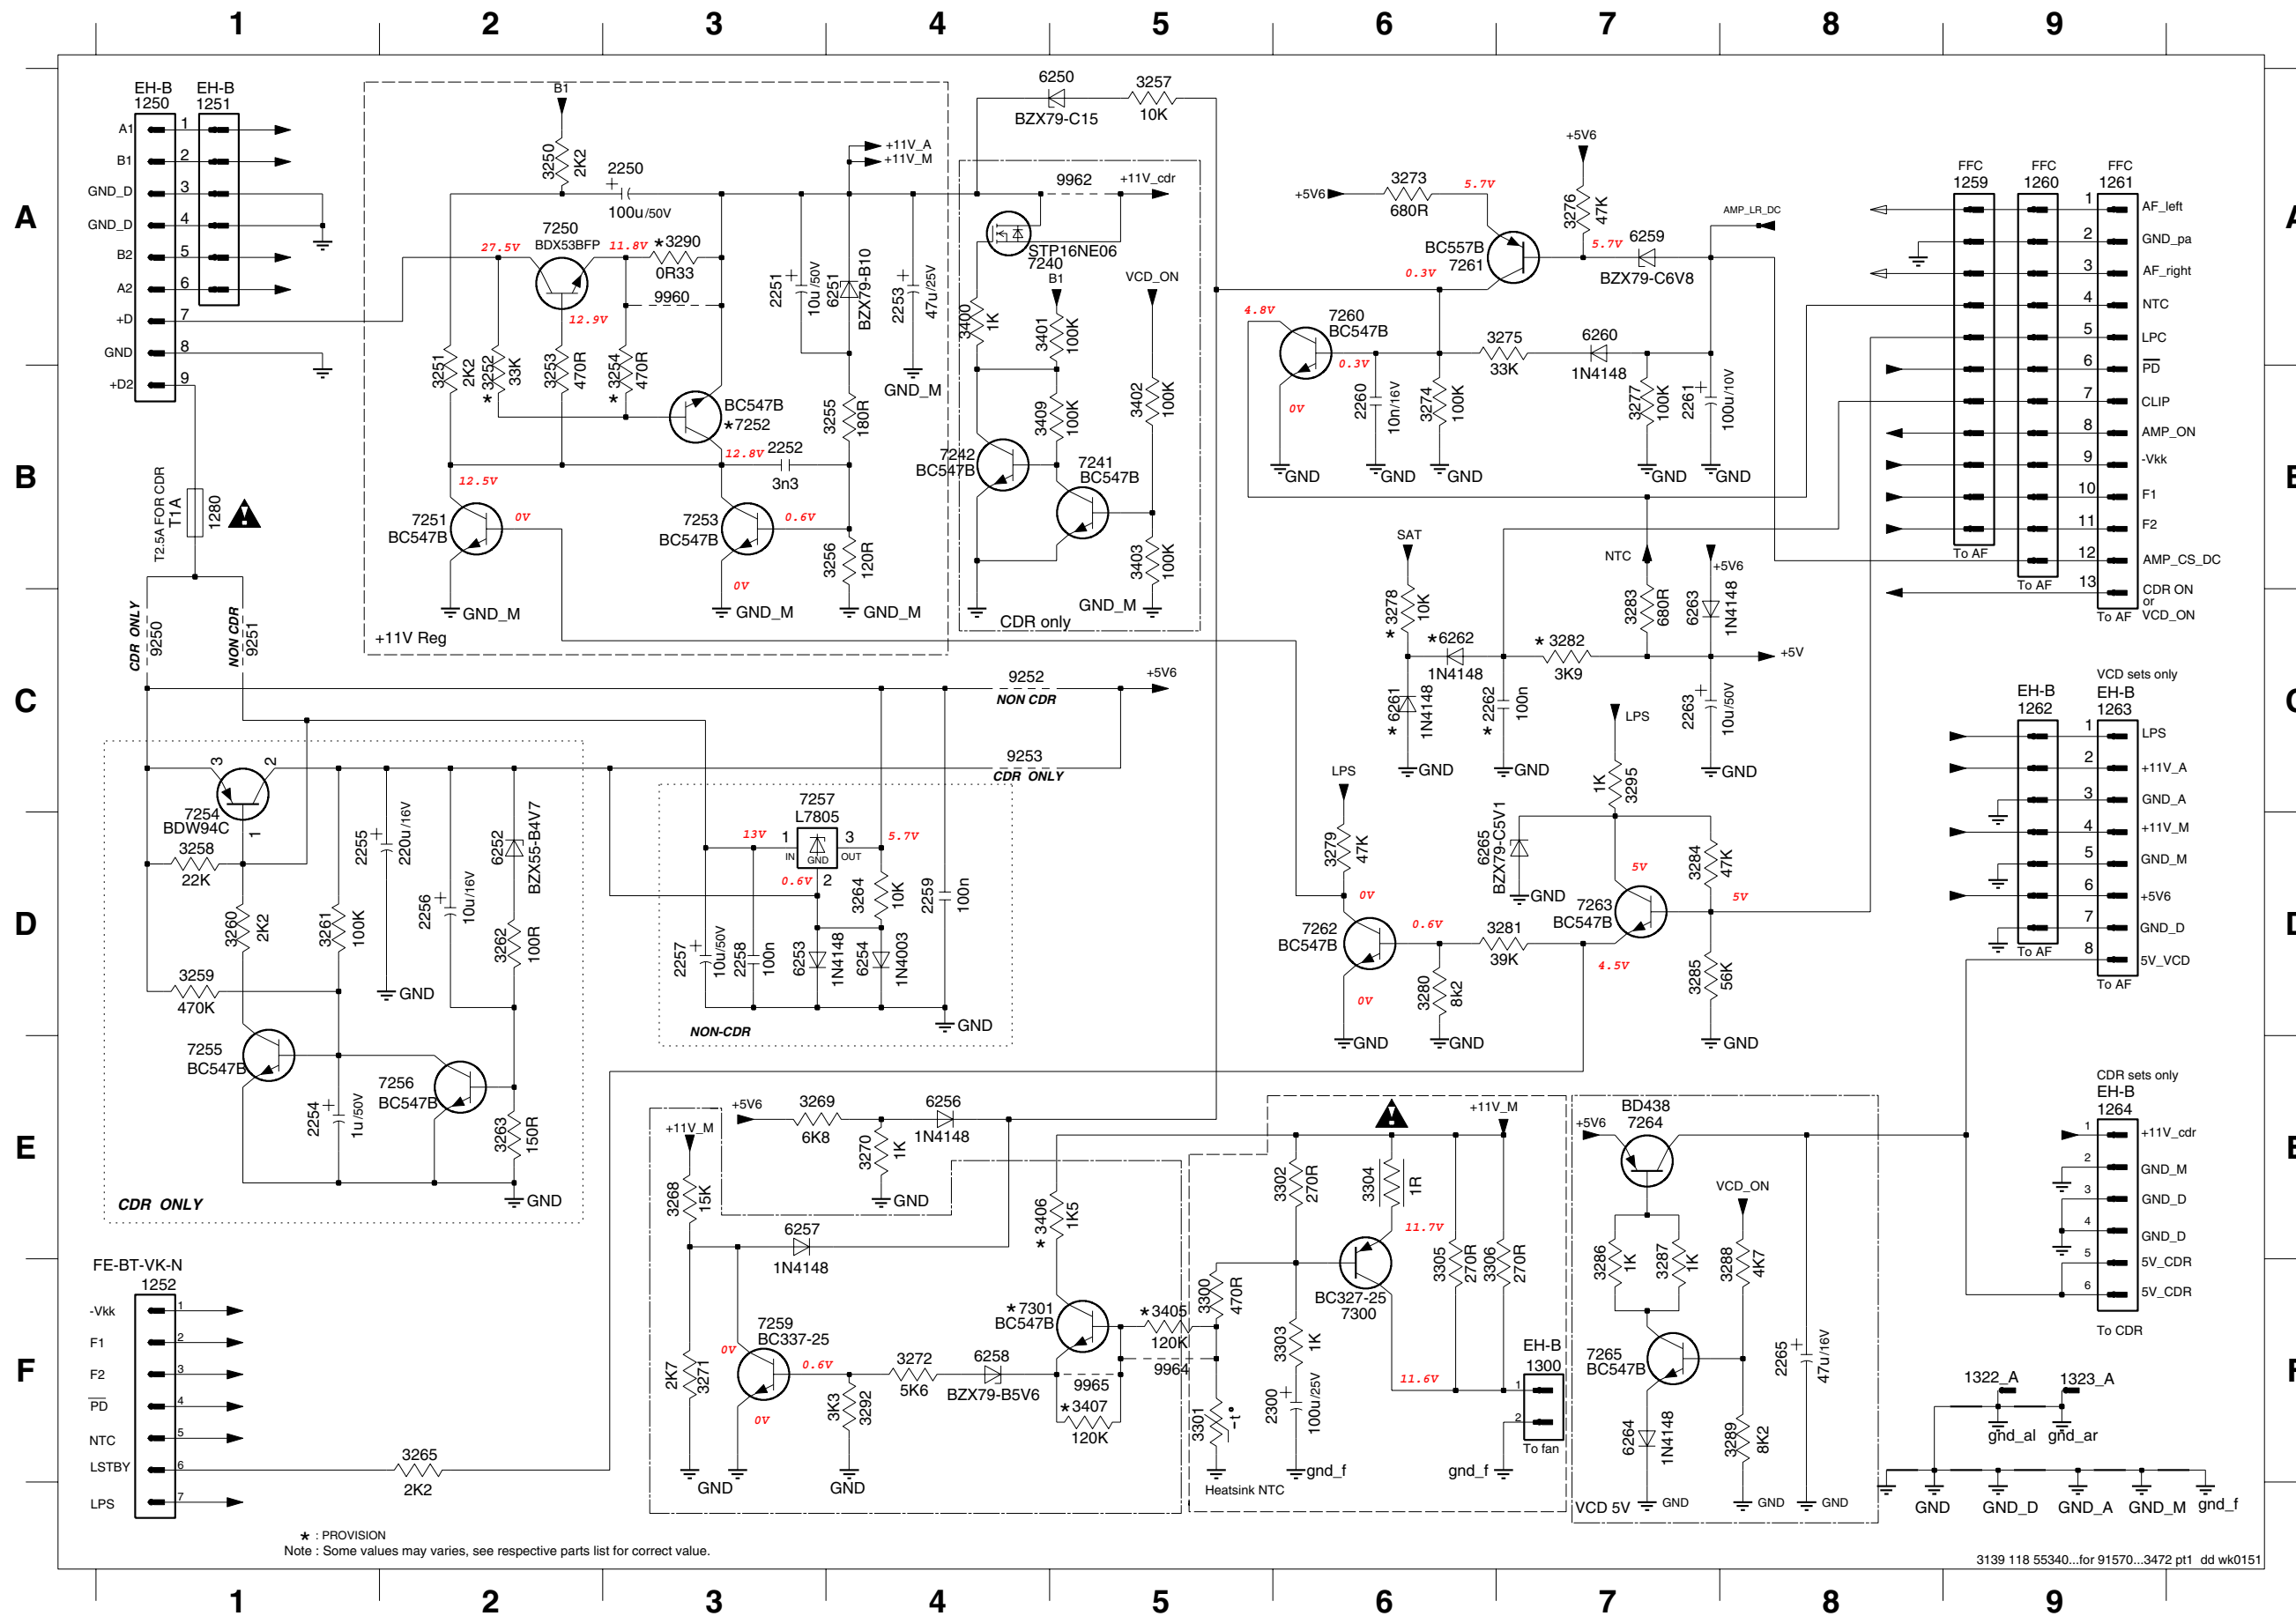 1 2 3 4 5 6 7 8 9
A
B
C
D
E
F
EH-B
1250
EH-B
1251
A1 1
B1 2
GND_D 3
GND_D 4
B2 5
A2 6
+D 7
GND 8
+D2 9
T2.5A FOR CDR
T1A
1280
CDR ONLY
9250
NON CDR
9251
B1
3250
2K2
2250
100u/50V
7250
BDX53BFP
27.5V
11.8V
*3290
0R33
9960
12.9V
3251
2K2
3252
33K
*
3253
470R
3254
470R
*
BC547B
*7252
2251
10u/50V
6251
BZX79-B10
2253
47u/25V
+11V_A
+11V_M
GND_M
3255
180R
12.8V
2252
3n3
12.5V
7251
BC547B
0V
7253
BC547B
0.6V
3256
120R
0V
GND_M
GND_M
GND_M
+11V Reg
6250
BZX79-C15
3257
10K
9962
+11V_cdr
STP16NE06
7240
B1
VCD_ON
3400
1K
3401
100K
3402
100K
3409
100K
7242
BC547B
7241
BC547B
3403
100K
GND_M
CDR only
+5V6
3273
680R
5.7V
+5V6
3276
47K
AMP_LR_DC
BC557B
7261
5.7V
6259
BZX79-C6V8
0.3V
4.8V
7260
BC547B
0.3V
3275
33K
6260
1N4148
0V
2260
10n/16V
3274
100K
3277
100K
2261
100u/10V
GND
GND
GND
GND
GND
SAT
NTC
+5V6
3278
10K
*
*6262
1N4148
* 3282
3K9
3283
680R
6263
1N4148
+5V
* 6261
1N4148
* 2262
100n
LPS
2263
10u/50V
GND
GND
GND
FFC
1259
FFC
1260
FFC
1261
1 AF_left
2 GND_pa
3 AF_right
4 NTC
5 LPC
6 PD
7 CLIP
8 AMP_ON
9 -Vkk
10 F1
11 F2
12 AMP_CS_DC
13 CDR ON
or
VCD_ON
To AF
To AF
To AF
9252
NON CDR
+5V6
9253
CDR ONLY
3
2
7254
BDW94C
1
3258
22K
3260
2K2
3261
100K
3259
470K
2255
220u/16V
2256
10u/16V
6252
BZX55-B4V7
3262
100R
GND
7255
BC547B
7256
BC547B
2254
1u/50V
3263
150R
GND
CDR ONLY
7257
L7805
13V
1
IN
GND
3
OUT
5.7V
0.6V
2
3264
10K
2259
100n
2257
10u/50V
2258
100n
6253
1N4148
6254
1N4003
GND
NON-CDR
LPS
3279
47K
0V
7262
BC547B
0.6V
3281
39K
0V
3280
8k2
GND
GND
1K
3295
6265
BZX79-C5V1
GND
5V
7263
BC547B
3284
47K
5V
4.5V
3285
56K
GND
VCD sets only
EH-B
1262
EH-B
1263
1 LPS
2 +11V_A
3 GND_A
4 +11V_M
5 GND_M
6 +5V6
7 GND_D
8 5V_VCD
To AF
To AF
CDR sets only
EH-B
1264
1 +11V_cdr
2 GND_M
3 GND_D
4 GND_D
5 5V_CDR
6 5V_CDR
To CDR
FE-BT-VK-N
1252
-Vkk 1
F1 2
F2 3
PD 4
NTC 5
LSTBY 6
LPS 7
3265
2K2
+5V6
3269
6K8
6256
1N4148
+11V_M
3270
1K
GND
3268
15K
6257
1N4148
3406
1K5
*
7259
BC337-25
0V
0.6V
0V
2K7
3271
3272
5K6
3K3
3292
6258
BZX79-B5V6
*7301
BC547B
*3405
120K
9964
9965
*3407
120K
GND
GND
3300
470R
3301
-t°
Heatsink NTC
3302
270R
3304
1R
+11V_M
11.7V
BC327-25
7300
3305
270R
3306
270R
3303
1K
2300
100u/25V
11.6V
EH-B
1300
1
2
To fan
gnd_f
gnd_f
BD438
7264
+5V6
VCD_ON
3286
1K
3287
1K
3288
4K7
7265
BC547B
2265
47u/16V
6264
1N4148
3289
8K2
VCD 5V
GND
GND
GND
1322_A
1323_A
gnd_al
gnd_ar
GND
GND_D
GND_A
GND_M
gnd_f
* : PROVISION
Note : Some values may varies, see respective parts list for correct value.
3139 118 55340...for 91570...3472 pt1 dd wk0151
A
B
C
D
E
F
1 2 3 4 5 6 7 8 9